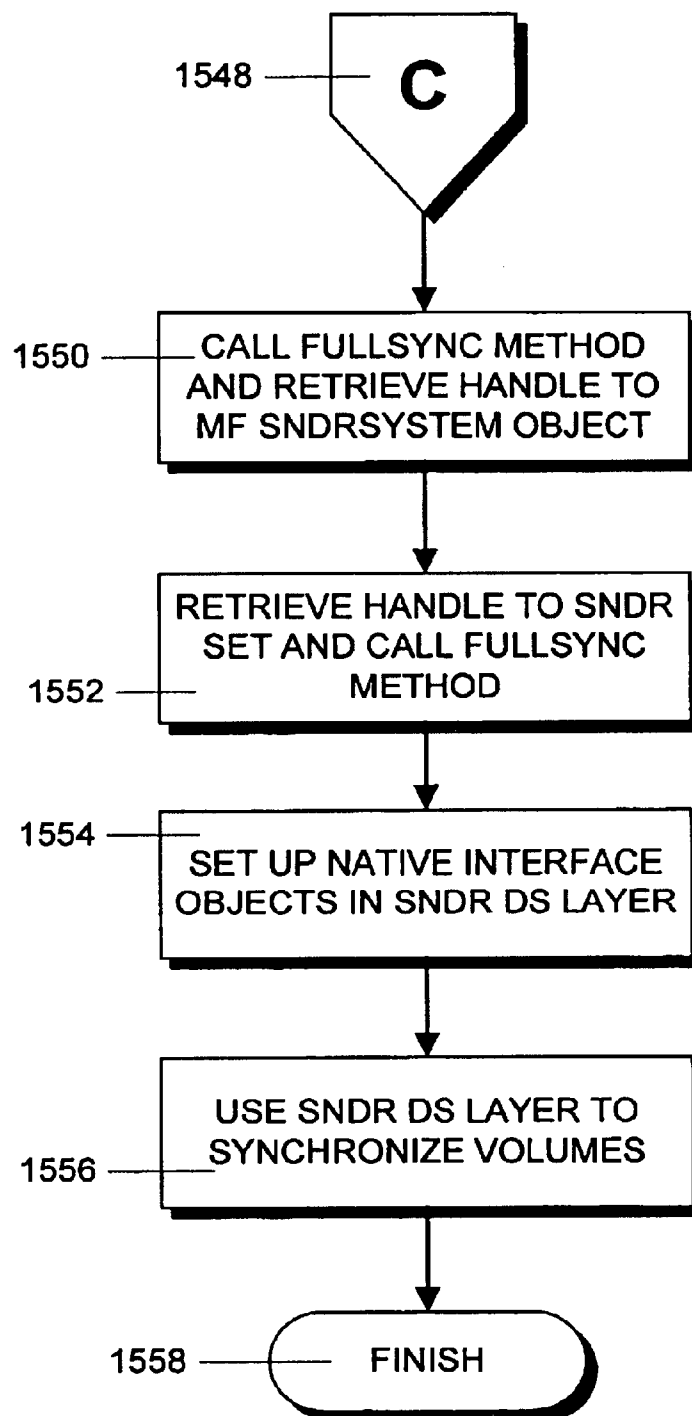 1548
C
1550
CALL FULLSYNC METHOD
AND RETRIEVE HANDLE TO
MF SNDRSYSTEM OBJECT
RETRIEVE HANDLE TO SNDR
SET AND CALL FULLSYNC
METHOD
1552
1554
SET UP NATIVE INTERFACE
OBJECTS IN SNDR DS LAYER
USE SNDR DS LAYER TO
SYNCHRONIZE VOLUMES
1556
1558
FINISH